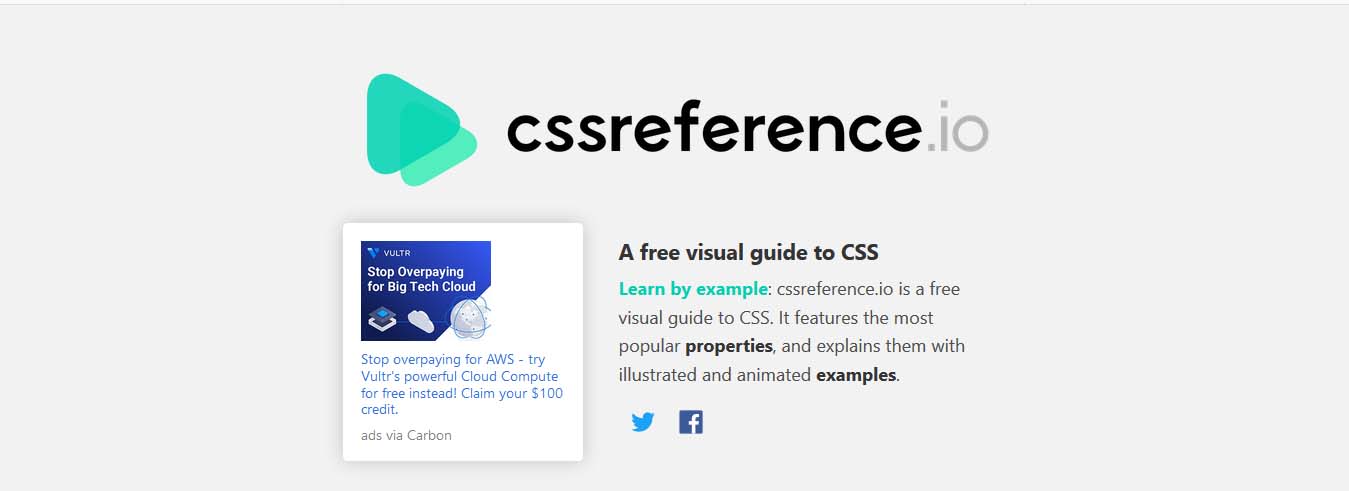 cssreference.io
VULTR
Stop Overpaying
for Big Tech Cloud
Stop overpaying for AWS - try
Vultr's powerful Cloud Compute
for free instead! Claim your $100
credit.
ads via Carbon
A free visual guide to CSS
Learn by example: cssreference.io is a free
visual guide to CSS. It features the most
popular properties, and explains them with
illustrated and animated examples.